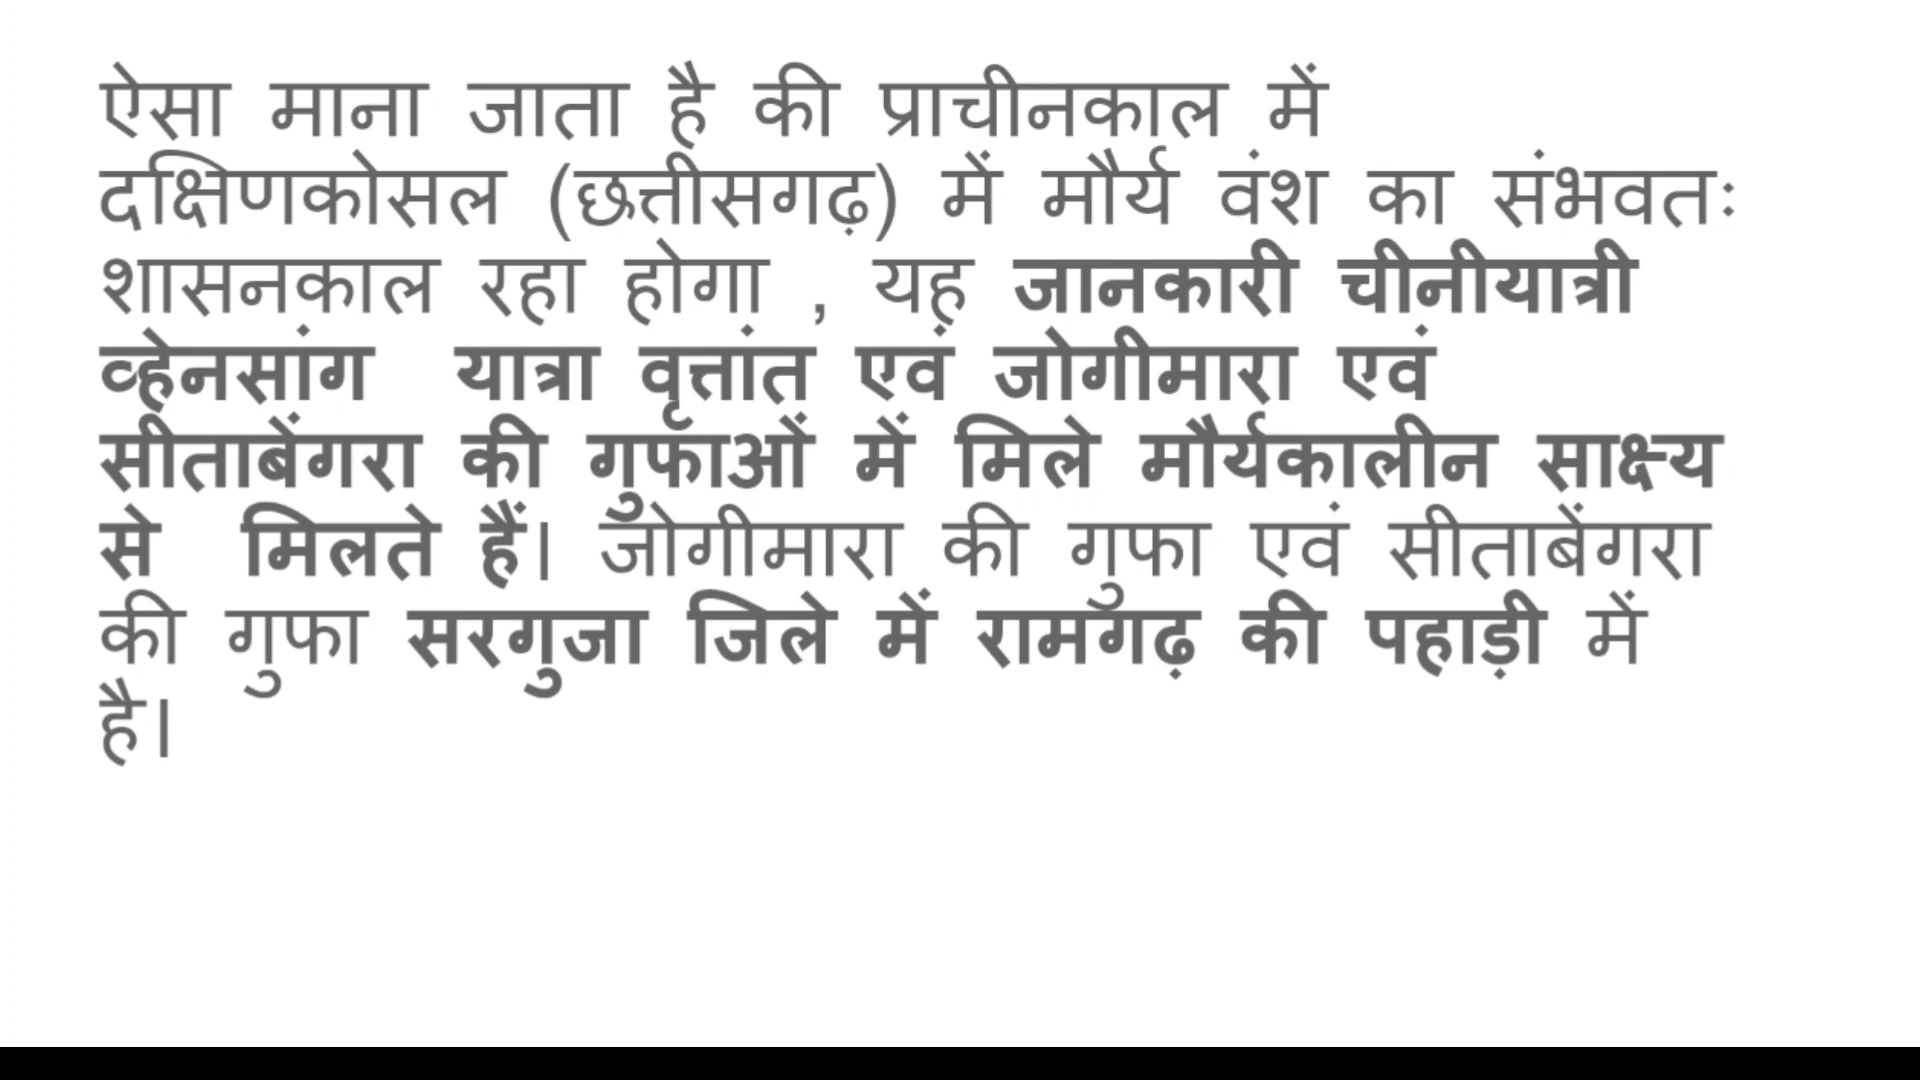 ऐसा माना जाता है की प्राचीनकाल में
दक्षिणकोसल (छत्तीसगढ़) में मौर्य वंश का संभवतः
शासनकाल रहा होगा , यह जानकारी चीनीयात्री
व्हेनसांग यात्रा वृत्तांत एवं जोगीमारा एवं
सीताबेंगरा की गुफाओं में मिले मौर्यकालीन साक्ष्य
से मिलते हैं। जोगीमारा की गुफा एवं सीताबेंगरा
की गुफा सरगुजा जिले में रामगढ़ की पहाड़ी में
है।